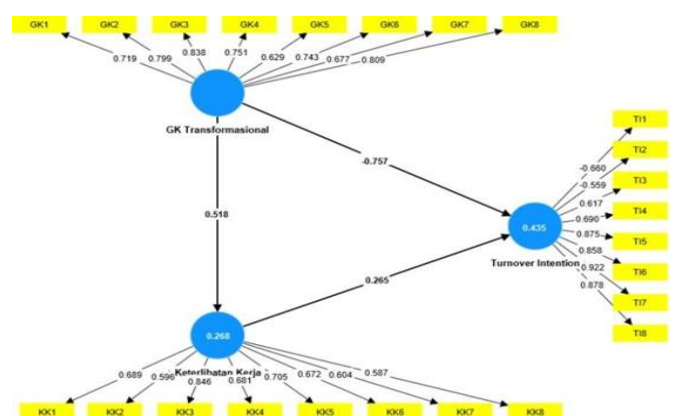 GK1 GK2 GK3 GK4 GK5 GK6 GK7 GK8
0.719 0.799 0.838 0.751 0.629 0.743 0.677 0.809
GK Transformasional
TI1
TI2
TI3
TI4
TI5
TI6
TI7
TI8
-0.660
-0.559
0.617
0.690
0.875
0.858
0.922
0.878
-0.757
0.518
0.435
Turnover Intention
0.265
0.268
Keterlibatan Kerja
0.689 0.596 0.846 0.681 0.705 0.672 0.604 0.587
KK1 KK2 KK3 KK4 KK5 KK6 KK7 KK8